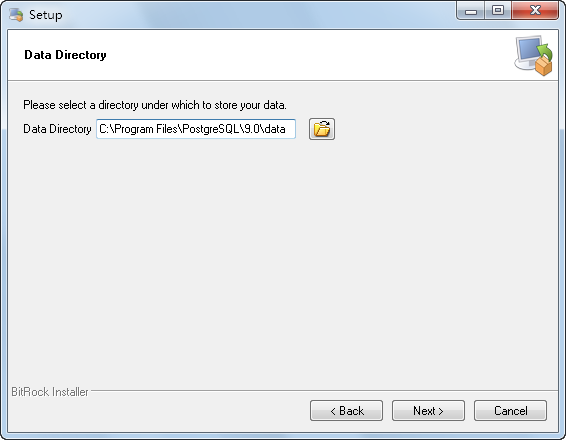 Setup
Data Directory
Please select a directory under which to store your data.
Data Directory C:\Program Files\PostgreSQL\9.0\data
BitRock Installer
< Back Next > Cancel